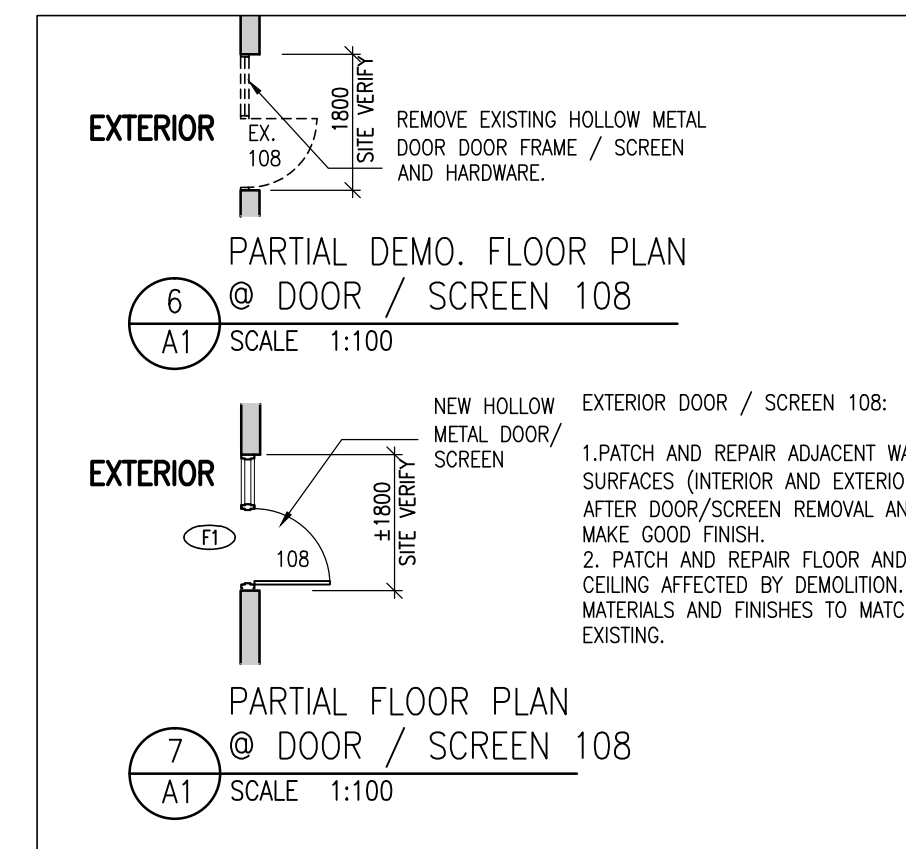 EXTERIOR
EX.
108
1800
SITE VERIFY
REMOVE EXISTING HOLLOW METAL
DOOR DOOR FRAME / SCREEN
AND HARDWARE.
PARTIAL DEMO. FLOOR PLAN
@ DOOR / SCREEN 108
6
A1
SCALE 1:100
NEW HOLLOW
METAL DOOR/
SCREEN
EXTERIOR
F1
108
±1800
SITE VERIFY
EXTERIOR DOOR / SCREEN 108:
1.PATCH AND REPAIR ADJACENT WA
SURFACES (INTERIOR AND EXTERIO
AFTER DOOR/SCREEN REMOVAL AN
MAKE GOOD FINISH.
2. PATCH AND REPAIR FLOOR AND
CEILING AFFECTED BY DEMOLITION.
MATERIALS AND FINISHES TO MATC
EXISTING.
PARTIAL FLOOR PLAN
@ DOOR / SCREEN 108
7
A1
SCALE 1:100